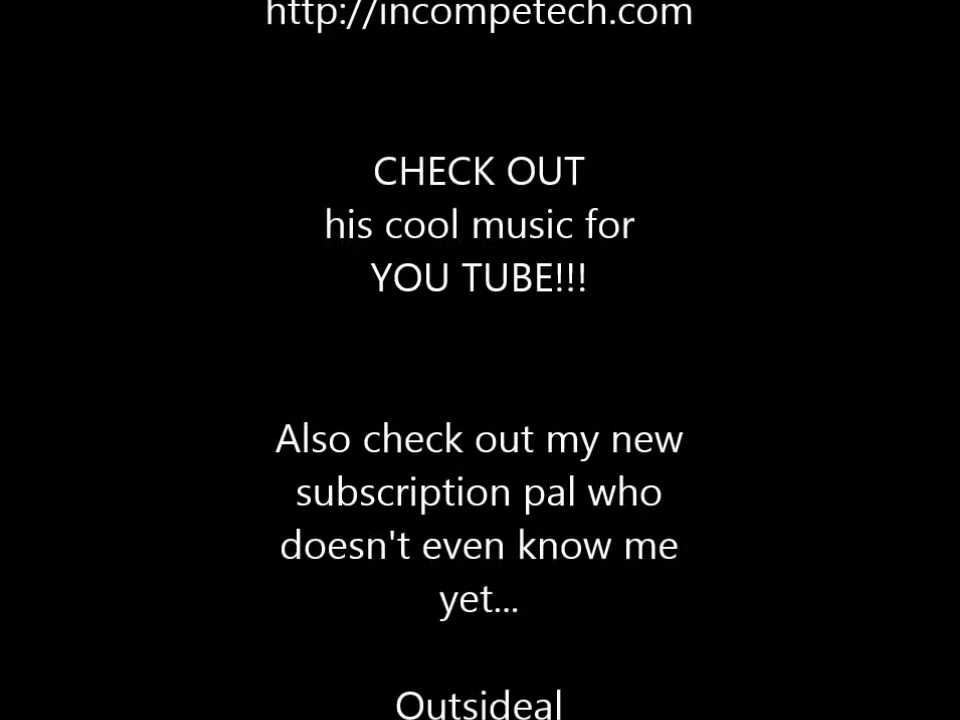 http://incompetech.com
CHECK OUT
his cool music for
YOU TUBE!!!
Also check out my new
subscription pal who
doesn't even know me
yet...
Outsideal